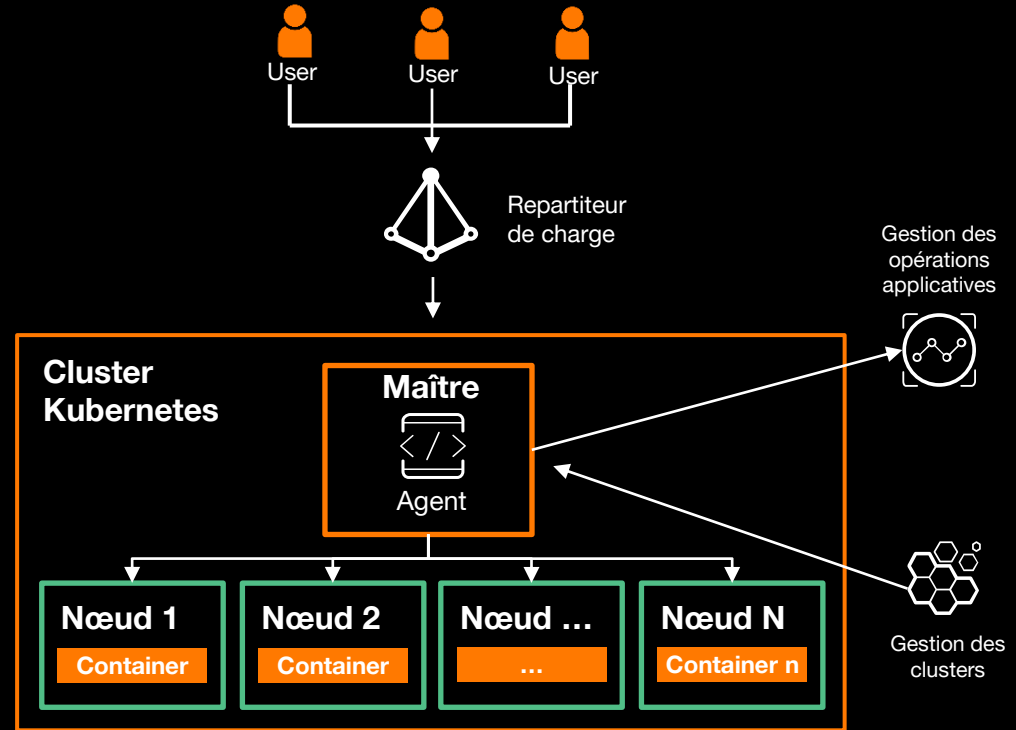 User
User
User
Repartiteur
de charge
Gestion des
opérations
applicatives
Cluster
Kubernetes
Maître
</>
Agent
Nœud 1
Container
Nœud 2
Container
Nœud ...
...
Nœud N
Container n
Gestion des
clusters